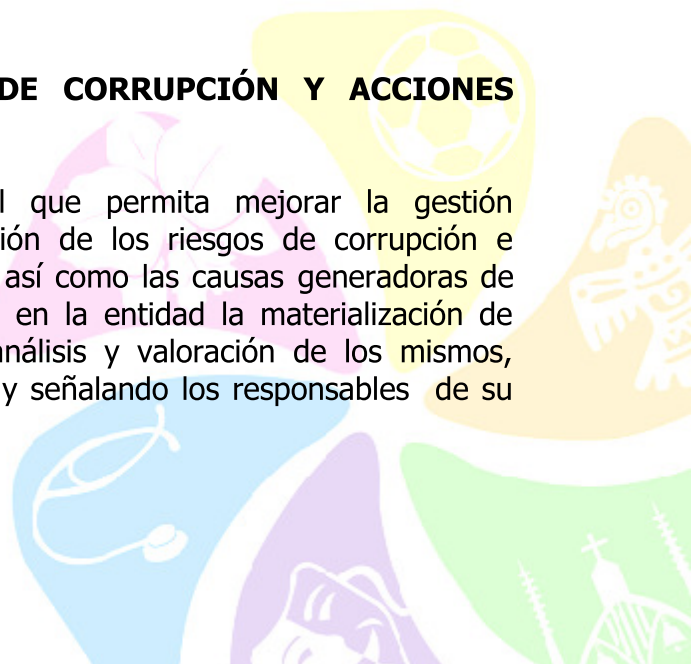 DE CORRUPCIÓN Y ACCIONES
que permita mejorar la gestión
ión de los riesgos de corrupción e
así como las causas generadoras de
en la entidad la materialización de
análisis y valoración de los mismos,
y señalando los responsables de su